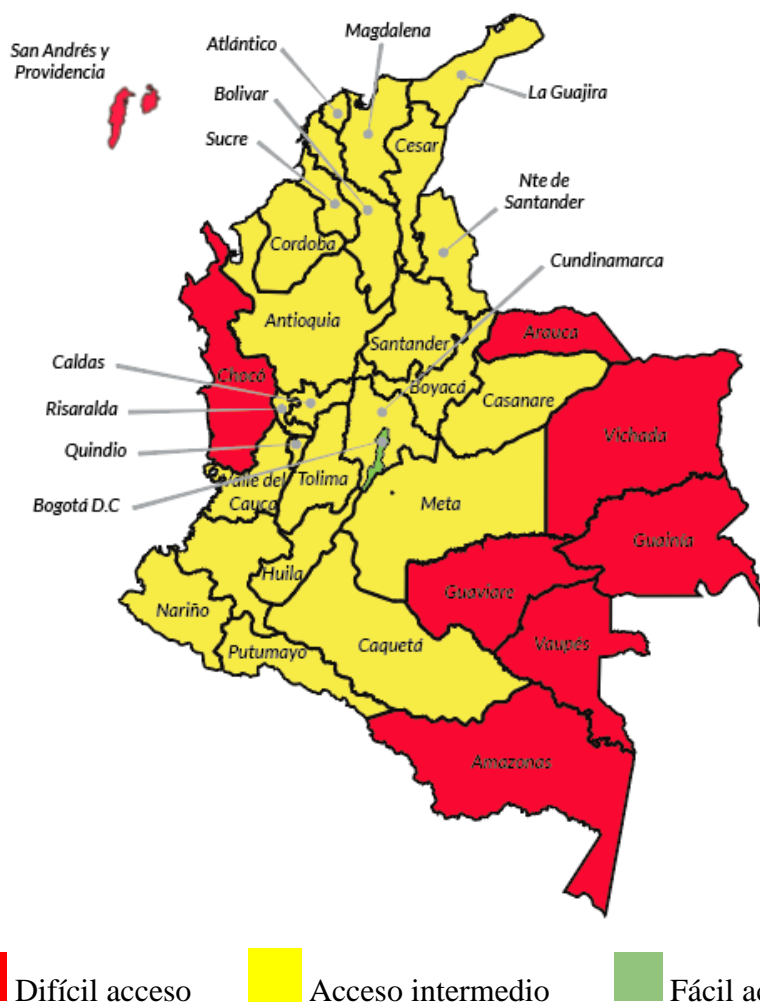 San Andrés y
Providencia
Atlántico
Magdalena
Bolivar
La Guajira
Sucre
Cesar
Nte de
Santander
Cordoba
Cundinamarca
Antioquia
Arauca
Santander
Caldas
Chocó
Boyacá
Casanare
Risaralda
Vichada
Quindio
Valle del
Cauca
Tolima
Bogotá D.C
Meta
Guainía
Huila
Guaviare
Nariño
Putumayo
Caquetá
Vaupés
Amazonas
Difícil acceso
Acceso intermedio
Fácil